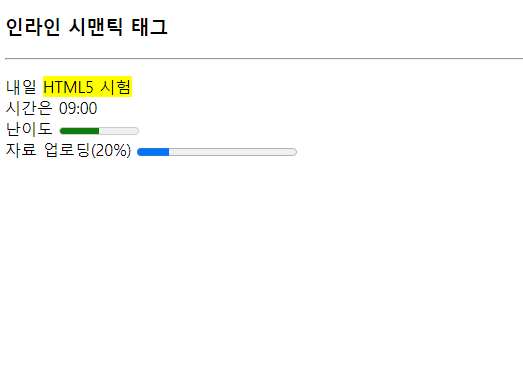 인라인 시맨틱 태그
내일 HTML5 시험
시간은 09:00
난이도
자료 업로딩(20%)